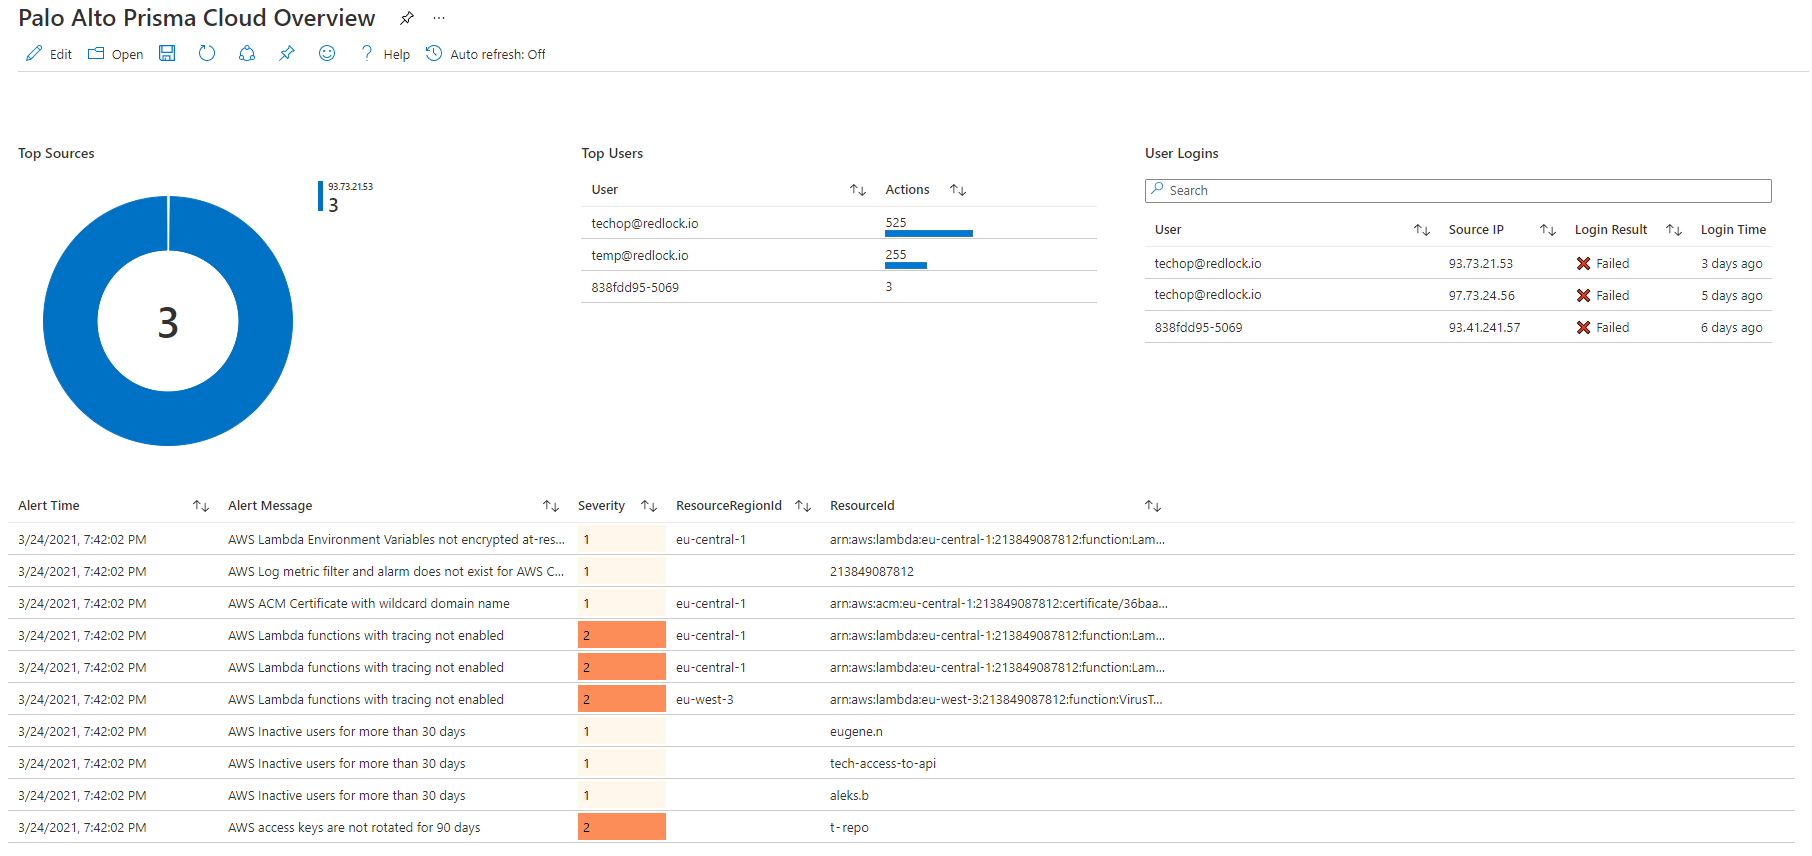 Palo Alto Prisma Cloud Overview ...
Edit Open ? Help Auto refresh: Off
Top Sources
93.73.21.53
3
3
Top Users
User Actions
techop@redlock.io 525
temp@redlock.io 255
838fdd95-5069 3
User Logins
Search
User Source IP Login Result Login Time
techop@redlock.io 93.73.21.53 Failed 3 days ago
techop@redlock.io 97.73.24.56 Failed 5 days ago
838fdd95-5069 93.41.241.57 Failed 6 days ago
Alert Time Alert Message Severity ResourceRegionId ResourceId
3/24/2021, 7:42:02 PM AWS Lambda Environment Variables not encrypted at-res... 1 eu-central-1 arn:aws:lambda:eu-central-1:213849087812:function:Lam...
3/24/2021, 7:42:02 PM AWS Log metric filter and alarm does not exist for AWS C... 1 213849087812
3/24/2021, 7:42:02 PM AWS ACM Certificate with wildcard domain name 1 eu-central-1 arn:aws:acm:eu-central-1:213849087812:certificate/36baa...
3/24/2021, 7:42:02 PM AWS Lambda functions with tracing not enabled 2 eu-central-1 arn:aws:lambda:eu-central-1:213849087812:function:Lam...
3/24/2021, 7:42:02 PM AWS Lambda functions with tracing not enabled 2 eu-central-1 arn:aws:lambda:eu-central-1:213849087812:function:Lam...
3/24/2021, 7:42:02 PM AWS Lambda functions with tracing not enabled 2 eu-west-3 arn:aws:lambda:eu-west-3:213849087812:function:VirusT...
3/24/2021, 7:42:02 PM AWS Inactive users for more than 30 days 1 eugene.n
3/24/2021, 7:42:02 PM AWS Inactive users for more than 30 days 1 tech-access-to-api
3/24/2021, 7:42:02 PM AWS Inactive users for more than 30 days 1 aleks.b
3/24/2021, 7:42:02 PM AWS access keys are not rotated for 90 days 2 t-repo